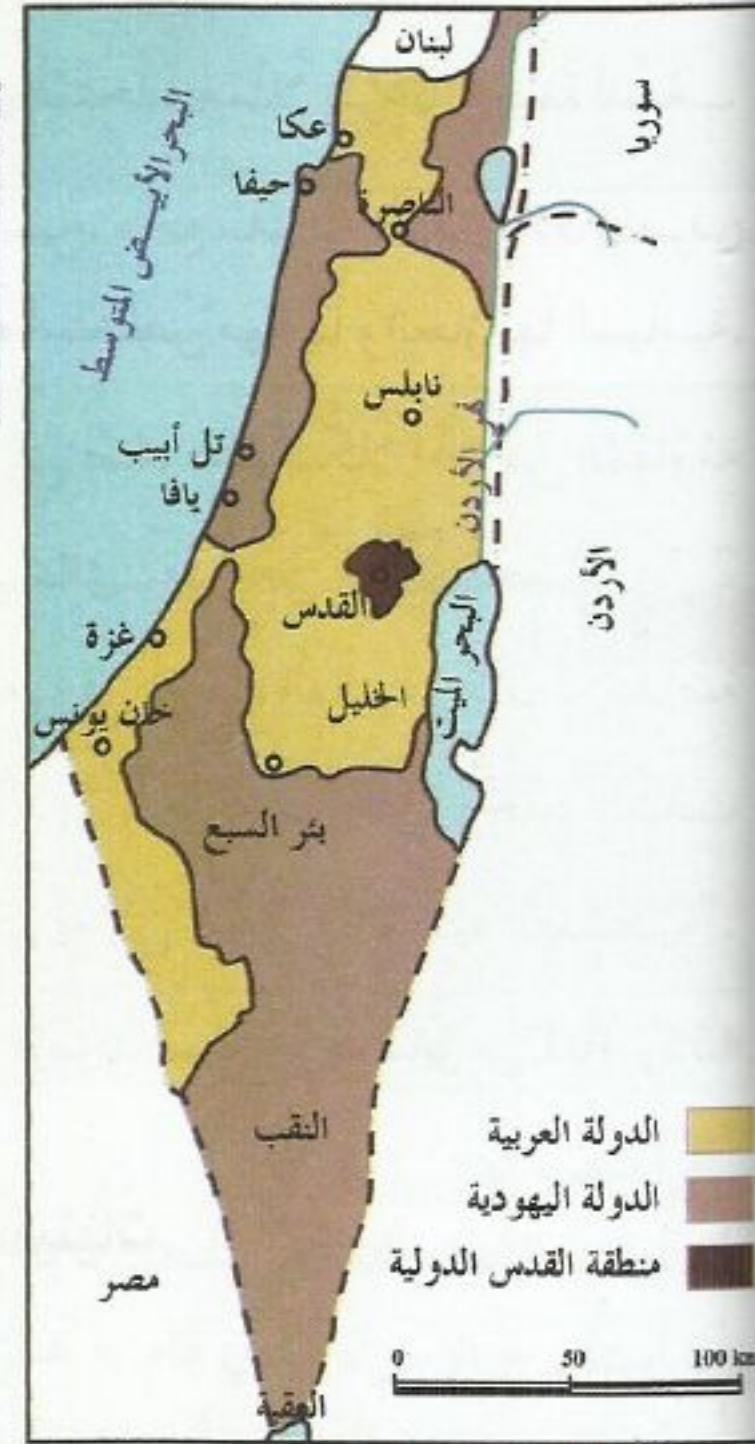 لبنان
سوريا
عكا
حيفا
البحر الأبيض المتوسط
الناصرة
نابلس
نهر الأردن
تل أبيب
يافا
الأردن
القدس
البحر الميت
غزة
الخليل
خان يونس
بئر السبع
النقب
الدولة العربية
الدولة اليهودية
منطقة القدس الدولية
مصر
0 50 100 km
العقبة